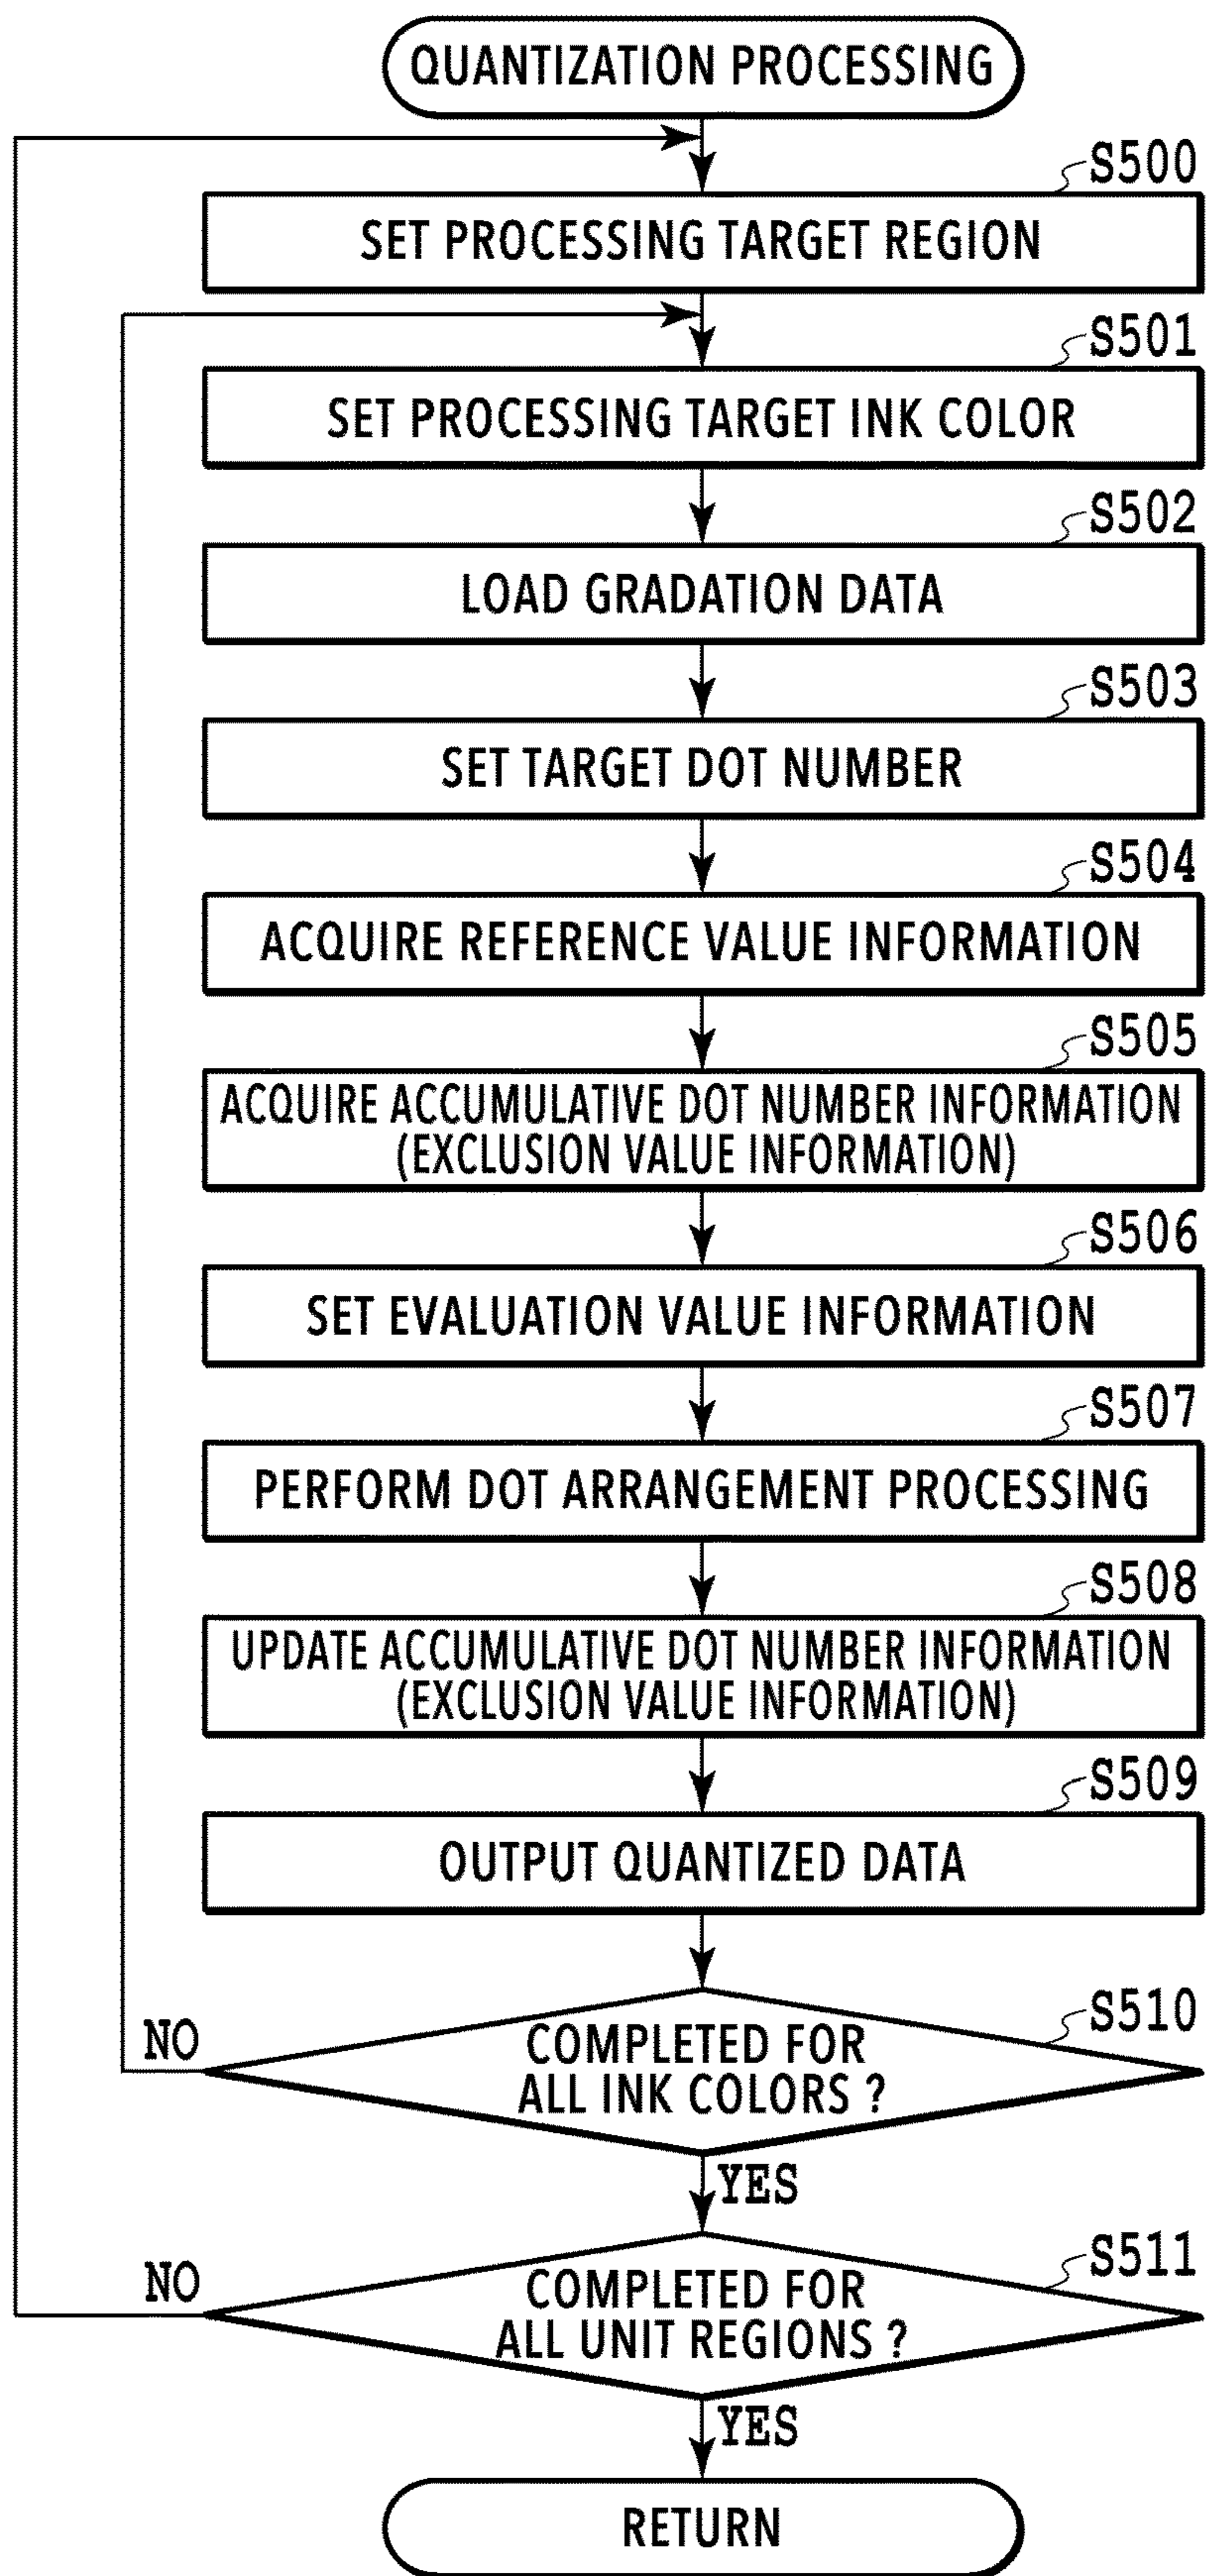 QUANTIZATION PROCESSING
S500
SET PROCESSING TARGET REGION
S501
SET PROCESSING TARGET INK COLOR
S502
LOAD GRADATION DATA
S503
SET TARGET DOT NUMBER
S504
ACQUIRE REFERENCE VALUE INFORMATION
S505
ACQUIRE ACCUMULATIVE DOT NUMBER INFORMATION
(EXCLUSION VALUE INFORMATION)
S506
SET EVALUATION VALUE INFORMATION
S507
PERFORM DOT ARRANGEMENT PROCESSING
S508
UPDATE ACCUMULATIVE DOT NUMBER INFORMATION
(EXCLUSION VALUE INFORMATION)
S509
OUTPUT QUANTIZED DATA
S510
NO
COMPLETED FOR
ALL INK COLORS ?
YES
S511
NO
COMPLETED FOR
ALL UNIT REGIONS ?
YES
RETURN